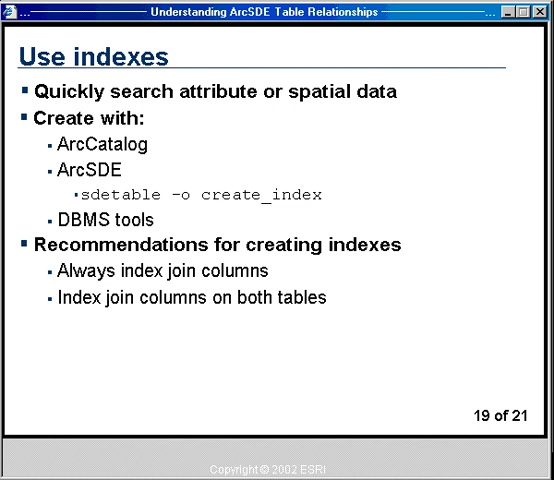 ... Understanding ArcSDE Table Relationships ...
Use indexes
Quickly search attribute or spatial data
Create with:
ArcCatalog
ArcSDE
sdetable -o create_index
DBMS tools
Recommendations for creating indexes
Always index join columns
Index join columns on both tables
19 of 21
Copyright © 2002 ESRI